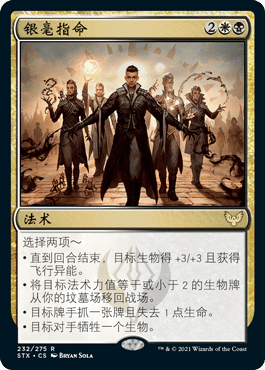 银毫指命 2
法术
选择两项～
• 直到回合结束，目标生物得 +3/+3 且获得
飞行异能。
• 将目标法术力值等于或小于 2 的生物牌
从你的坟墓场移回战场。
• 目标牌手抓一张牌且失去 1 点生命。
• 目标对手牺牲一个生物。
232/275 R
STX • CS BRYAN SOLA
™ & © 2021 Wizards of the Coast